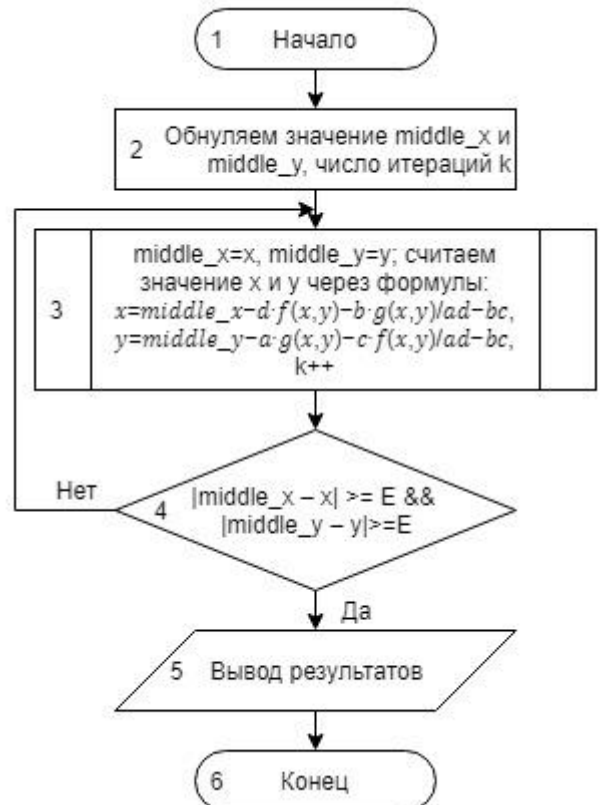 1 Начало
2 Обнуляем значение middle_x и
middle_y, число итераций k
middle_x=x, middle_y=y; считаем
значение x и y через формулы:
3 x=middle_x−d·f(x,y)−b·g(x,y)/ad−bc,
y=middle_y−a·g(x,y)−c·f(x,y)/ad−bc,
k++
Нет
4 |middle_x – x| >= E &&
|middle_y – y|>=E
Да
5 Вывод результатов
6 Конец